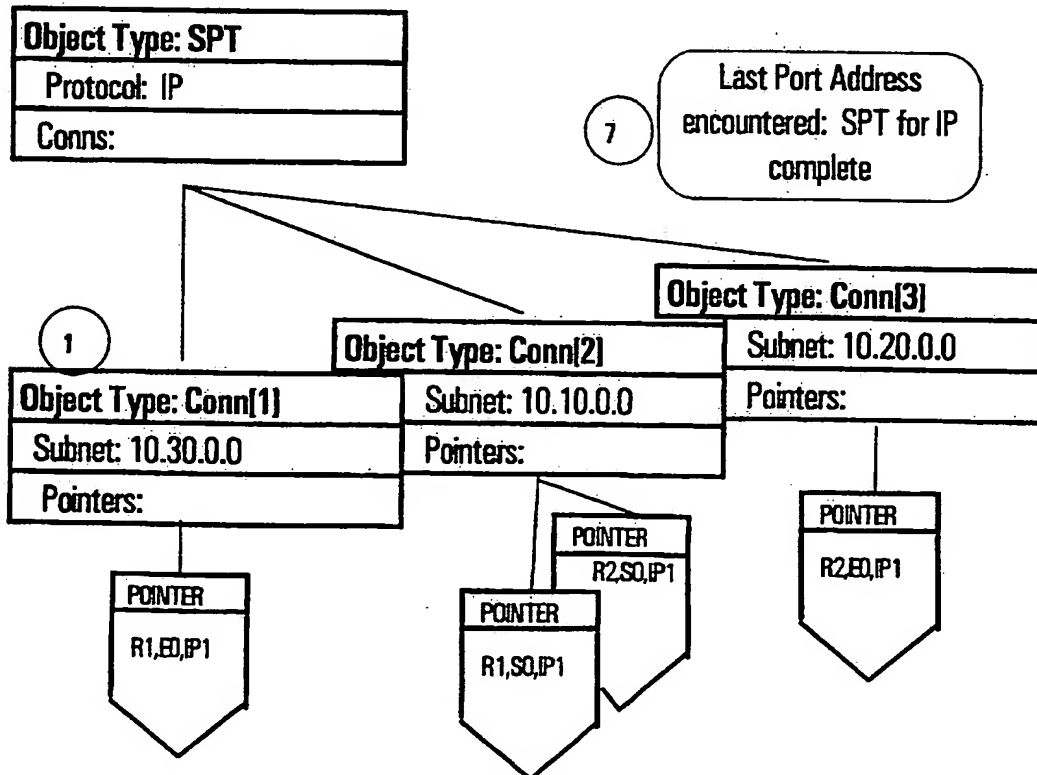 Object Type: SPT
Protocol: IP
Conns:
7
Last Port Address
encountered: SPT for IP
complete
1
Object Type: Conn[1]
Subnet: 10.30.0.0
Pointers:
Object Type: Conn[2]
Subnet: 10.10.0.0
Pointers:
Object Type: Conn[3]
Subnet: 10.20.0.0
Pointers:
POINTER
R1,E0,IP1
POINTER
R1,S0,IP1
POINTER
R2,S0,IP1
POINTER
R2,E0,IP1